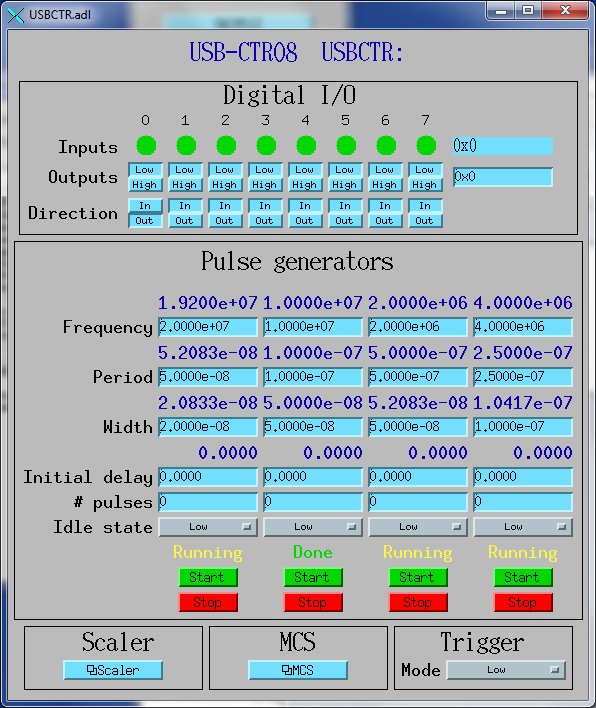 USBCTR.adl
USB-CTR08 USBCTR:
Digital I/O
0 1 2 3 4 5 6 7
Inputs 0x0
Low Low Low Low Low Low Low Low
Outputs 0x0
High High High High High High High High
In In In In In In In In
Direction
Out Out Out Out Out Out Out Out
Pulse generators
1.9200e+07 1.0000e+07 2.0000e+06 4.0000e+06
Frequency 2.0000e+07 1.0000e+07 2.0000e+06 4.0000e+06
5.2083e-08 1.0000e-07 5.0000e-07 2.5000e-07
Period 5.0000e-08 1.0000e-07 5.0000e-07 2.5000e-07
2.0833e-08 5.0000e-08 5.2083e-08 1.0417e-07
Width 2.0000e-08 5.0000e-08 5.0000e-08 1.0000e-07
0.0000 0.0000 0.0000 0.0000
Initial delay 0.0000 0.0000 0.0000 0.0000
# pulses 0 0 0 0
Idle state Low Low Low Low
Running Done Running Running
Start Start Start Start
Stop Stop Stop Stop
Scaler MCS Trigger
Scaler MCS Mode Low